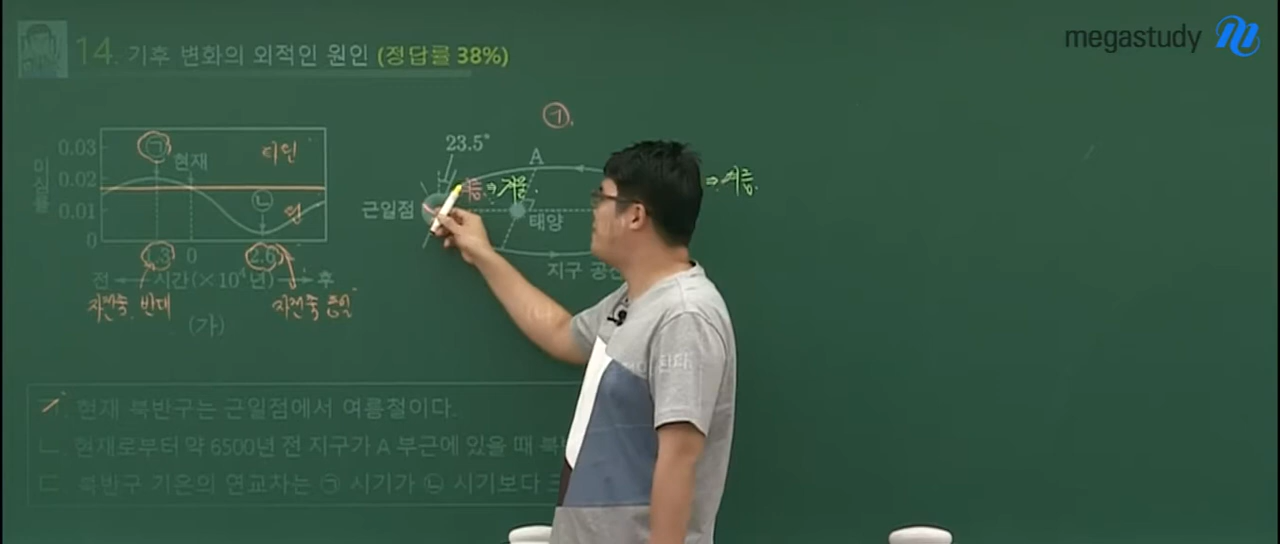 megastudy
14. 기후 변화의 외적인 원인 (정답률 38%)
이심률
0.03
0.02
0.01
0
㉠
현재
㉡
타원
원
1.3 0 2.6
전 시간(×10⁴년) 후
자전축 반대
자전축 동일
(가)
㉠
23.5°
A
⇒ 겨울
⇒ 여름
근일점
태양
지구 공전
ㄱ. 현재 북반구는 근일점에서 여름철이다.
ㄴ. 현재로부터 약 6500년 전 지구가 A 부근에 있을 때 북
ㄷ. 북반구 기온의 연교차는 ㉠ 시기가 ㉡ 시기보다